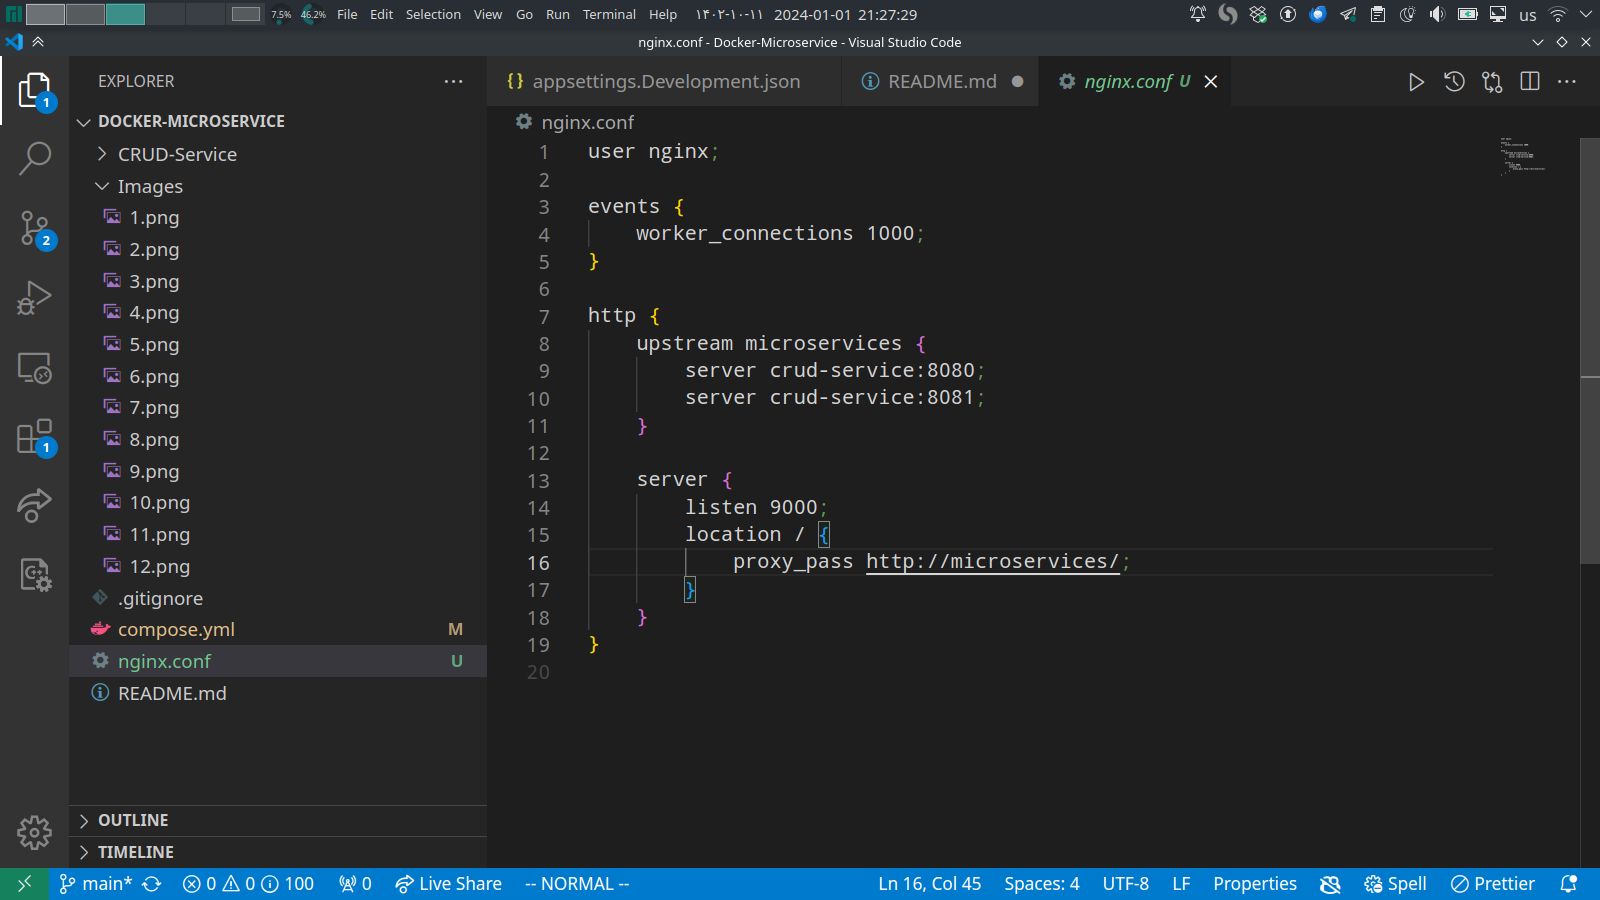 7.5% 46.2% File Edit Selection View Go Run Terminal Help ۱۴۰۲-۱۰-۱۱ 2024-01-01 21:27:29 us
nginx.conf - Docker-Microservice - Visual Studio Code
EXPLORER
appsettings.Development.json README.md nginx.conf U
DOCKER-MICROSERVICE
CRUD-Service
Images
1.png
2.png
3.png
4.png
5.png
6.png
7.png
8.png
9.png
10.png
11.png
12.png
.gitignore
compose.yml M
nginx.conf U
README.md
OUTLINE
TIMELINE
1
2
1
nginx.conf
1 user nginx;
2
3 events {
4 worker_connections 1000;
5 }
6
7 http {
8 upstream microservices {
9 server crud-service:8080;
10 server crud-service:8081;
11 }
12
13 server {
14 listen 9000;
15 location / {
16 proxy_pass http://microservices/;
17 }
18 }
19 }
20
main* 0 0 100 0 Live Share -- NORMAL -- Ln 16, Col 45 Spaces: 4 UTF-8 LF Properties Spell Prettier